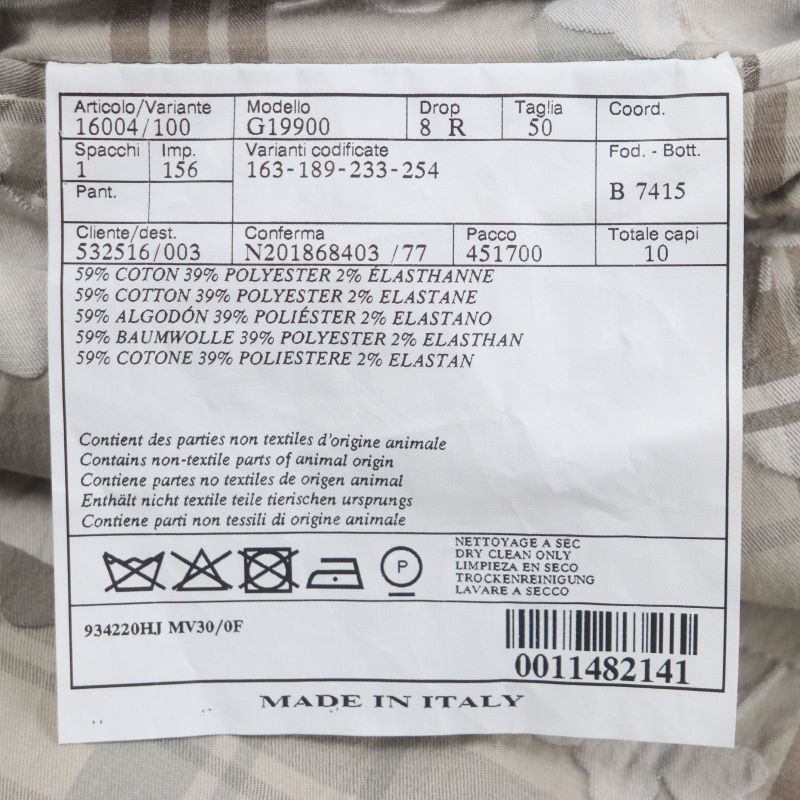 Articolo/Variante Modello Drop Taglia Coord.
16004/100 G19900 8 R 50
Spacchi Imp. Varianti codificate Fod. - Bott.
1 156 163-189-233-254
Pant. B 7415
Cliente/dest. Conferma Pacco Totale capi
532516/003 N201868403 /77 451700 10
59% COTON 39% POLYESTER 2% ÉLASTHANNE
59% COTTON 39% POLYESTER 2% ELASTANE
59% ALGODÓN 39% POLIÉSTER 2% ELASTANO
59% BAUMWOLLE 39% POLYESTER 2% ELASTHAN
59% COTONE 39% POLIESTERE 2% ELASTAN
Contient des parties non textiles d'origine animale
Contains non-textile parts of animal origin
Contiene partes no textiles de origen animal
Enthält nicht textile teile tierischen ursprungs
Contiene parti non tessili di origine animale
P
NETTOYAGE A SEC
DRY CLEAN ONLY
LIMPIEZA EN SECO
TROCKENREINIGUNG
LAVARE A SECCO
934220HJ MV30/0F
0011482141
MADE IN ITALY